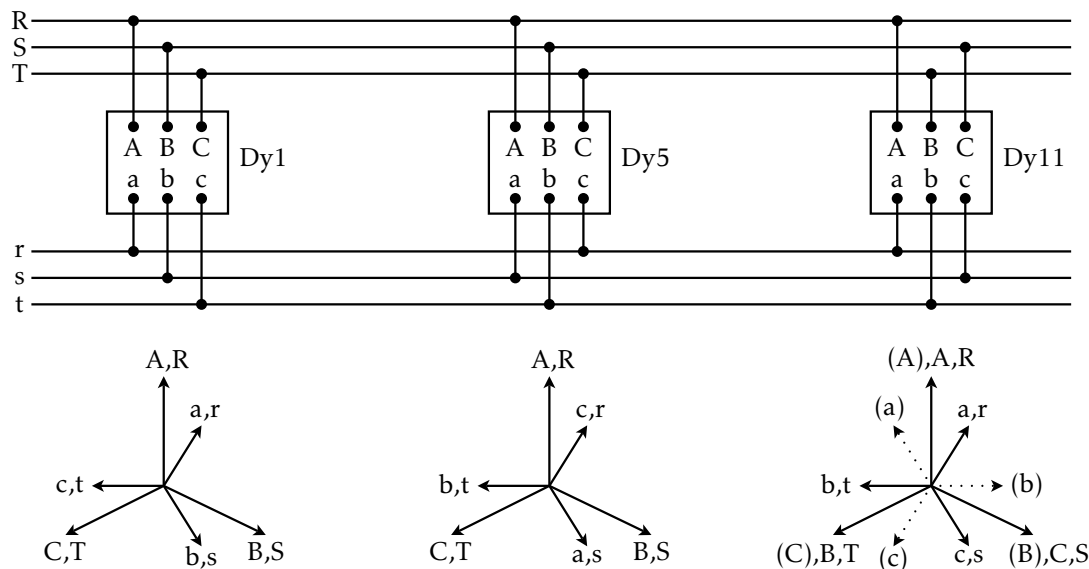 R
S
T
A B C
a b c
Dy1
A B C
a b c
Dy5
A B C
a b c
Dy11
r
s
t
A,R
a,r
c,t
C,T
b,s
B,S
A,R
c,r
b,t
C,T
a,s
B,S
(A),A,R
(a)
a,r
b,t
(b)
(C),B,T
(c)
c,s
(B),C,S